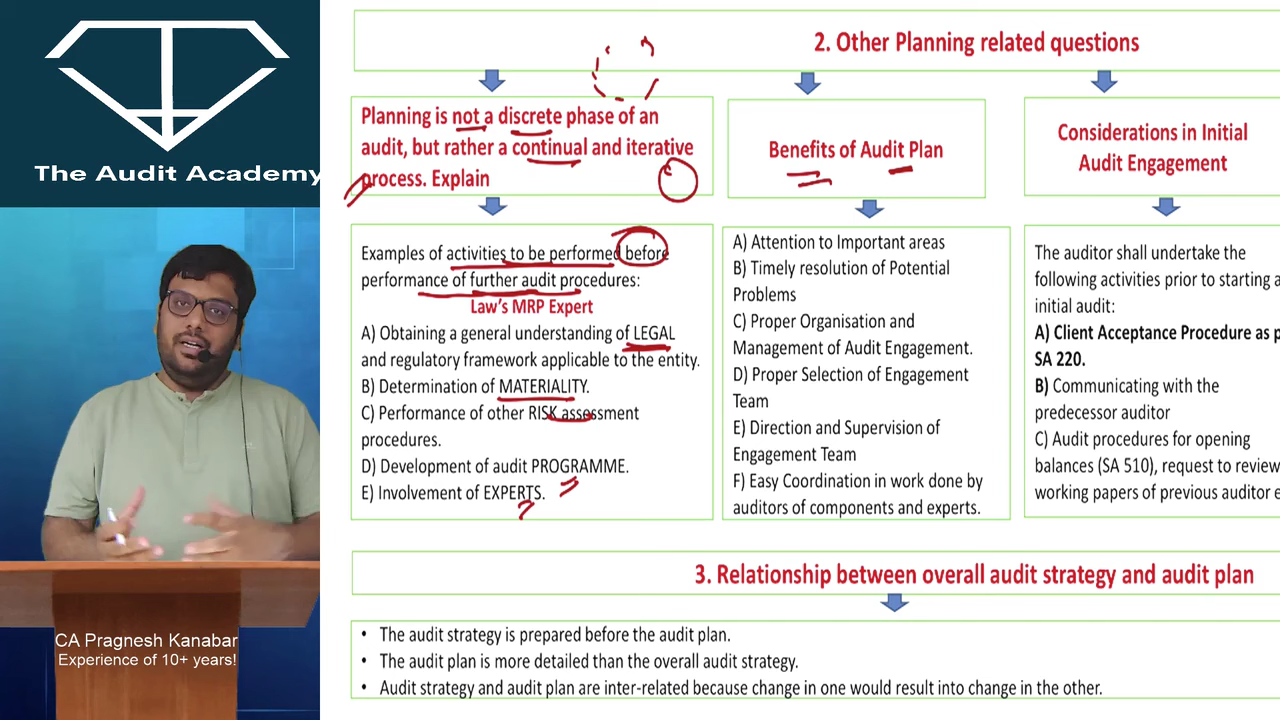 The Audit Academy
CA Pragnesh Kanabar
Experience of 10+ years!
2. Other Planning related questions
Planning is not a discrete phase of an
audit, but rather a continual and iterative
process. Explain
Examples of activities to be performed before
performance of further audit procedures:
Law's MRP Expert
A) Obtaining a general understanding of LEGAL
and regulatory framework applicable to the entity.
B) Determination of MATERIALITY.
C) Performance of other RISK assessment
procedures.
D) Development of audit PROGRAMME.
E) Involvement of EXPERTS.
Benefits of Audit Plan
A) Attention to Important areas
B) Timely resolution of Potential
Problems
C) Proper Organisation and
Management of Audit Engagement.
D) Proper Selection of Engagement
Team
E) Direction and Supervision of
Engagement Team
F) Easy Coordination in work done by
auditors of components and experts.
Considerations in Initial
Audit Engagement
The auditor shall undertake the
following activities prior to starting a
initial audit:
A) Client Acceptance Procedure as p
SA 220.
B) Communicating with the
predecessor auditor
C) Audit procedures for opening
balances (SA 510), request to review
working papers of previous auditor e
3. Relationship between overall audit strategy and audit plan
• The audit strategy is prepared before the audit plan.
• The audit plan is more detailed than the overall audit strategy.
• Audit strategy and audit plan are inter-related because change in one would result into change in the other.